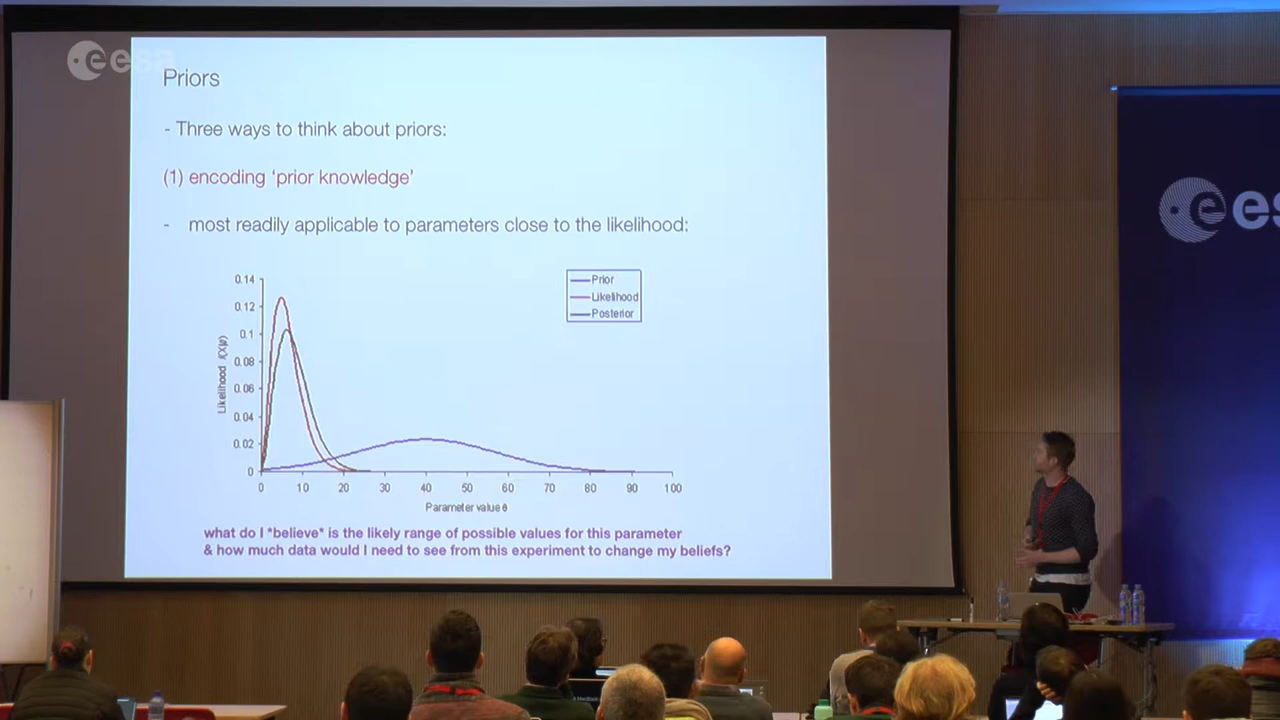 esa
Priors
- Three ways to think about priors:
(1) encoding 'prior knowledge'
- most readily applicable to parameters close to the likelihood:
0.14
0.12
0.1
0.08
0.06
0.04
0.02
0
Prior
Likelihood
Posterior
0 10 20 30 40 50 60 70 80 90 100
Parameter value θ
what do I *believe* is the likely range of possible values for this parameter
& how much data would I need to see from this experiment to change my beliefs?
es